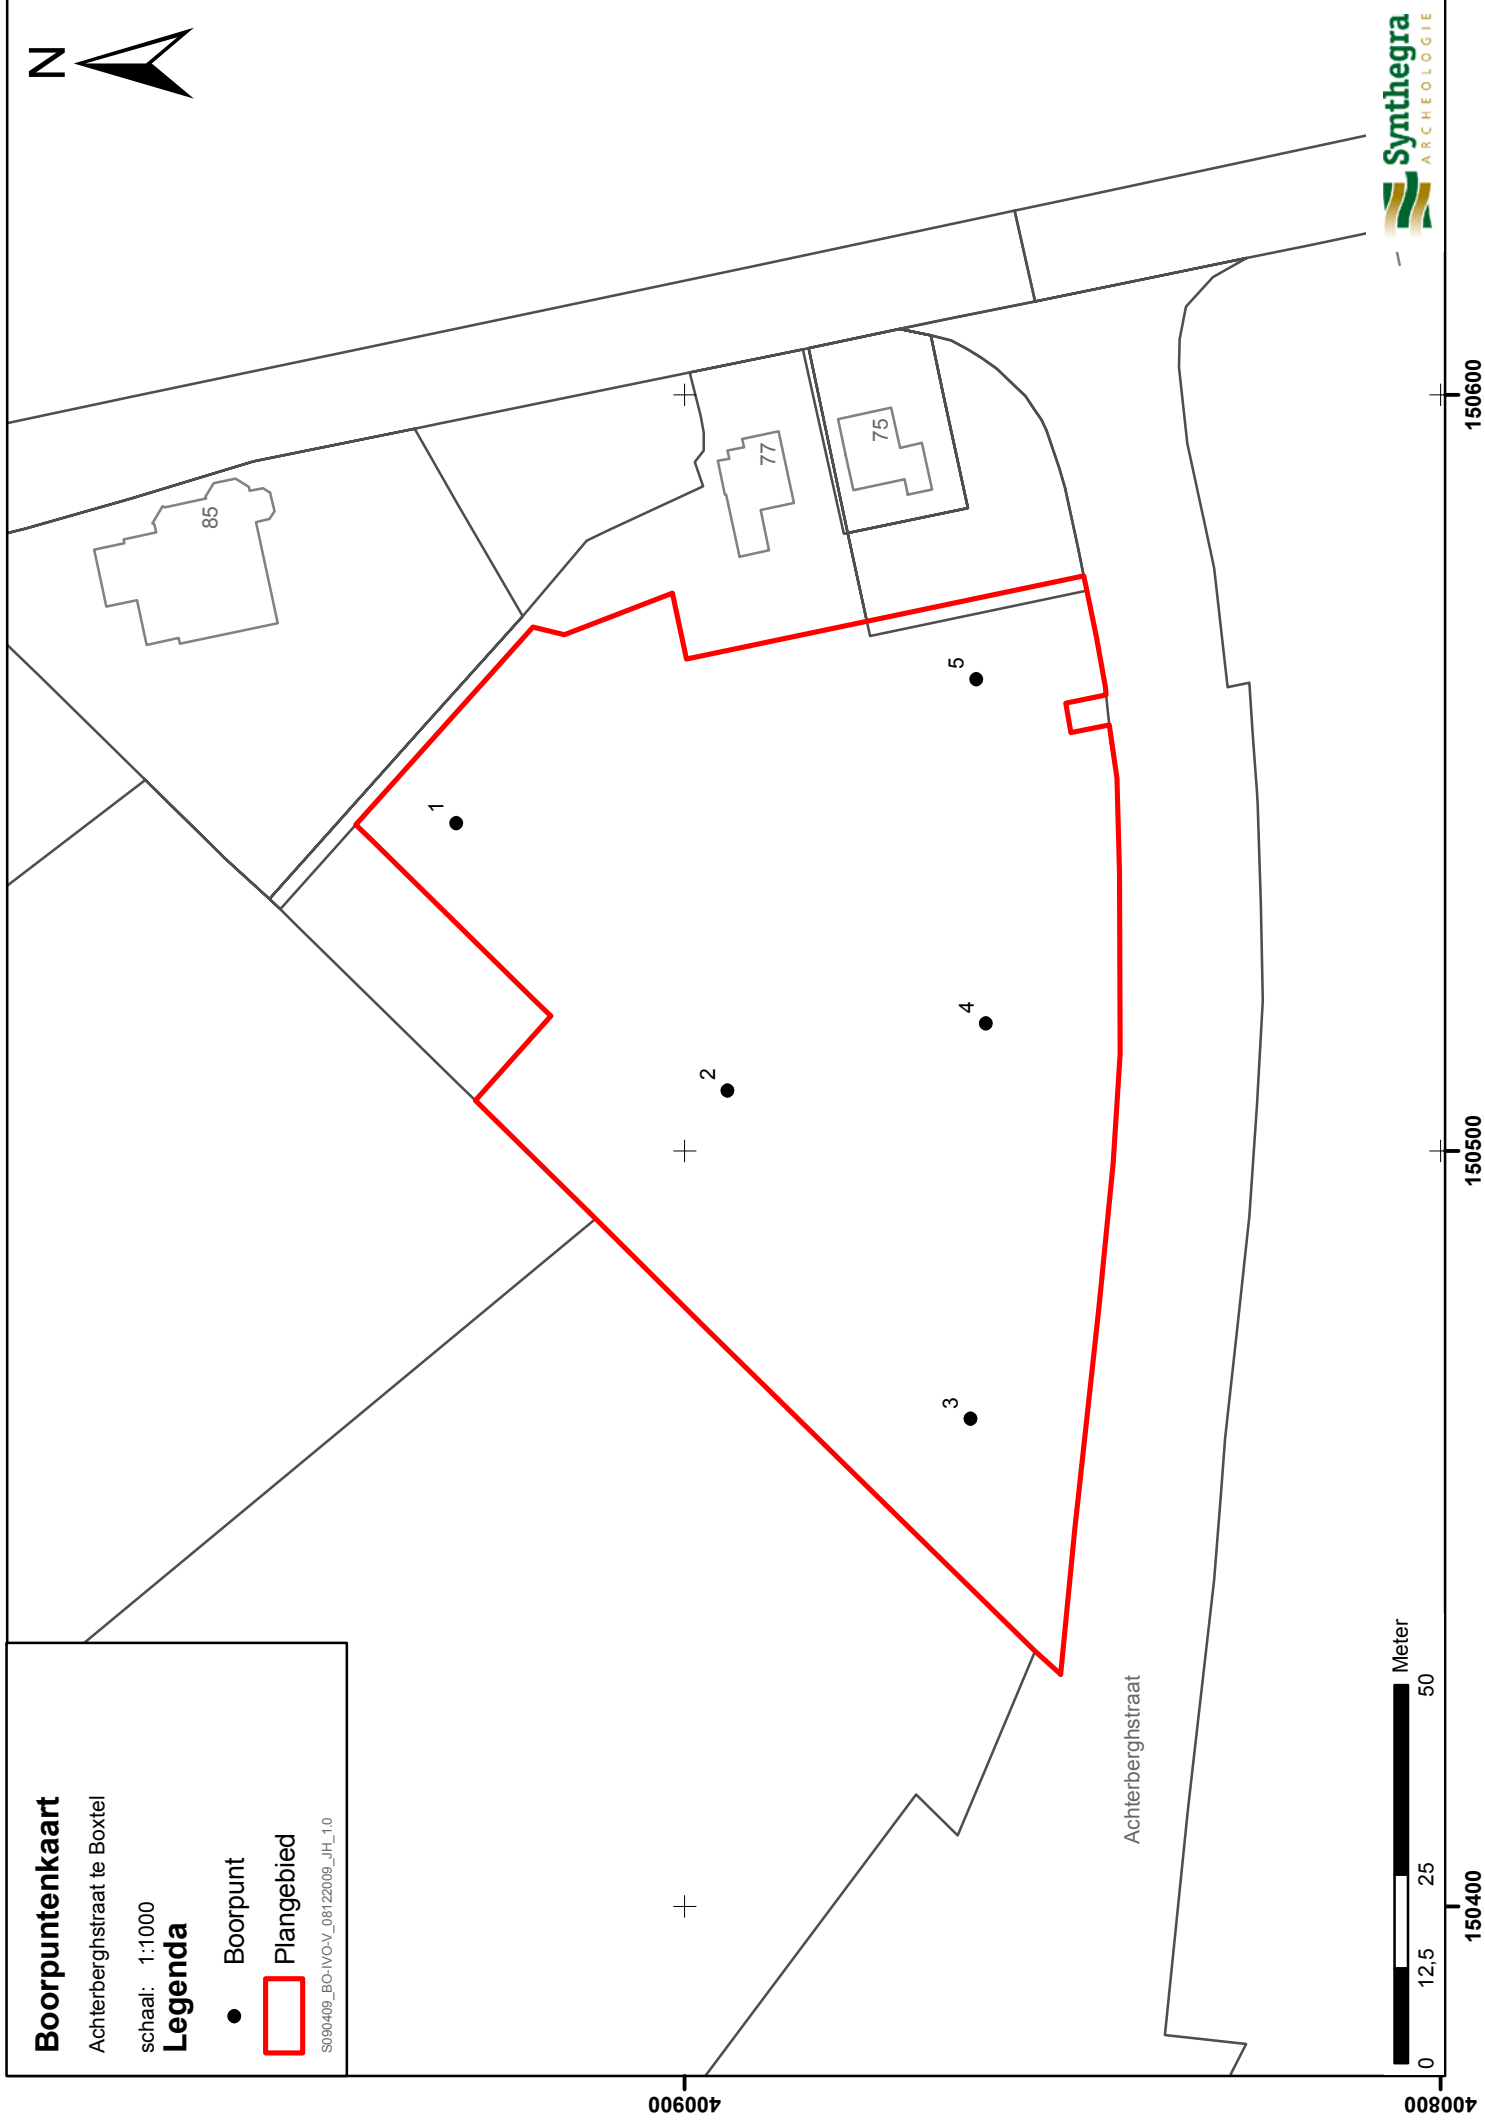 Boorpuntenkaart
Achterberghstraat te Boxtel
schaal: 1:1000
Legenda
Boorpunt
Plangebied
S090409_BO-IVO-V_08122009_JH_1.0
N
85
77
75
1
2
3
4
5
Achterberghstraat
400900
400800
150400
150500
150600
Meter
0 12,5 25 50
Synthegra
ARCHEOLOGIE